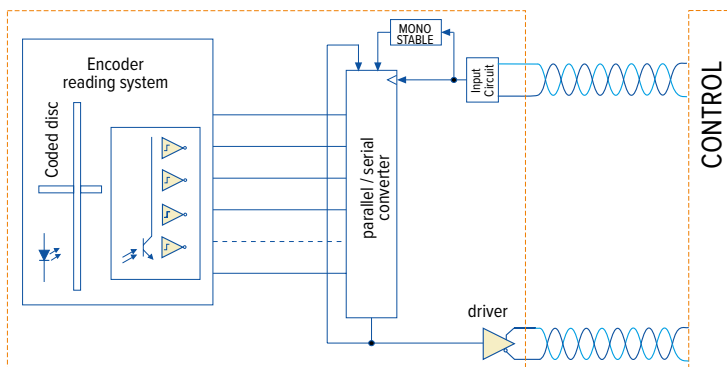 Encoder
reading system
Coded disc
MONO
STABLE
Input
Circuit
parallel / serial
converter
driver
CONTROL